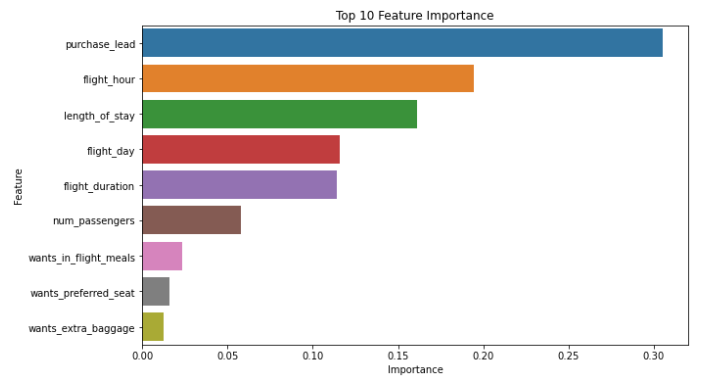 Top 10 Feature Importance
purchase_lead
flight_hour
length_of_stay
flight_day
flight_duration
num_passengers
wants_in_flight_meals
wants_preferred_seat
wants_extra_baggage
Feature
0.00 0.05 0.10 0.15 0.20 0.25 0.30
Importance